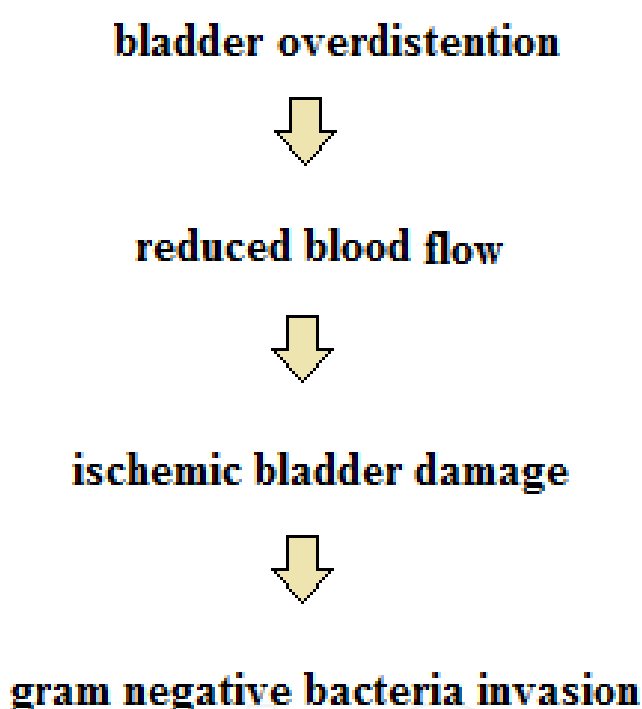 bladder overdistention
reduced blood flow
ischemic bladder damage
gram negative bacteria invasion